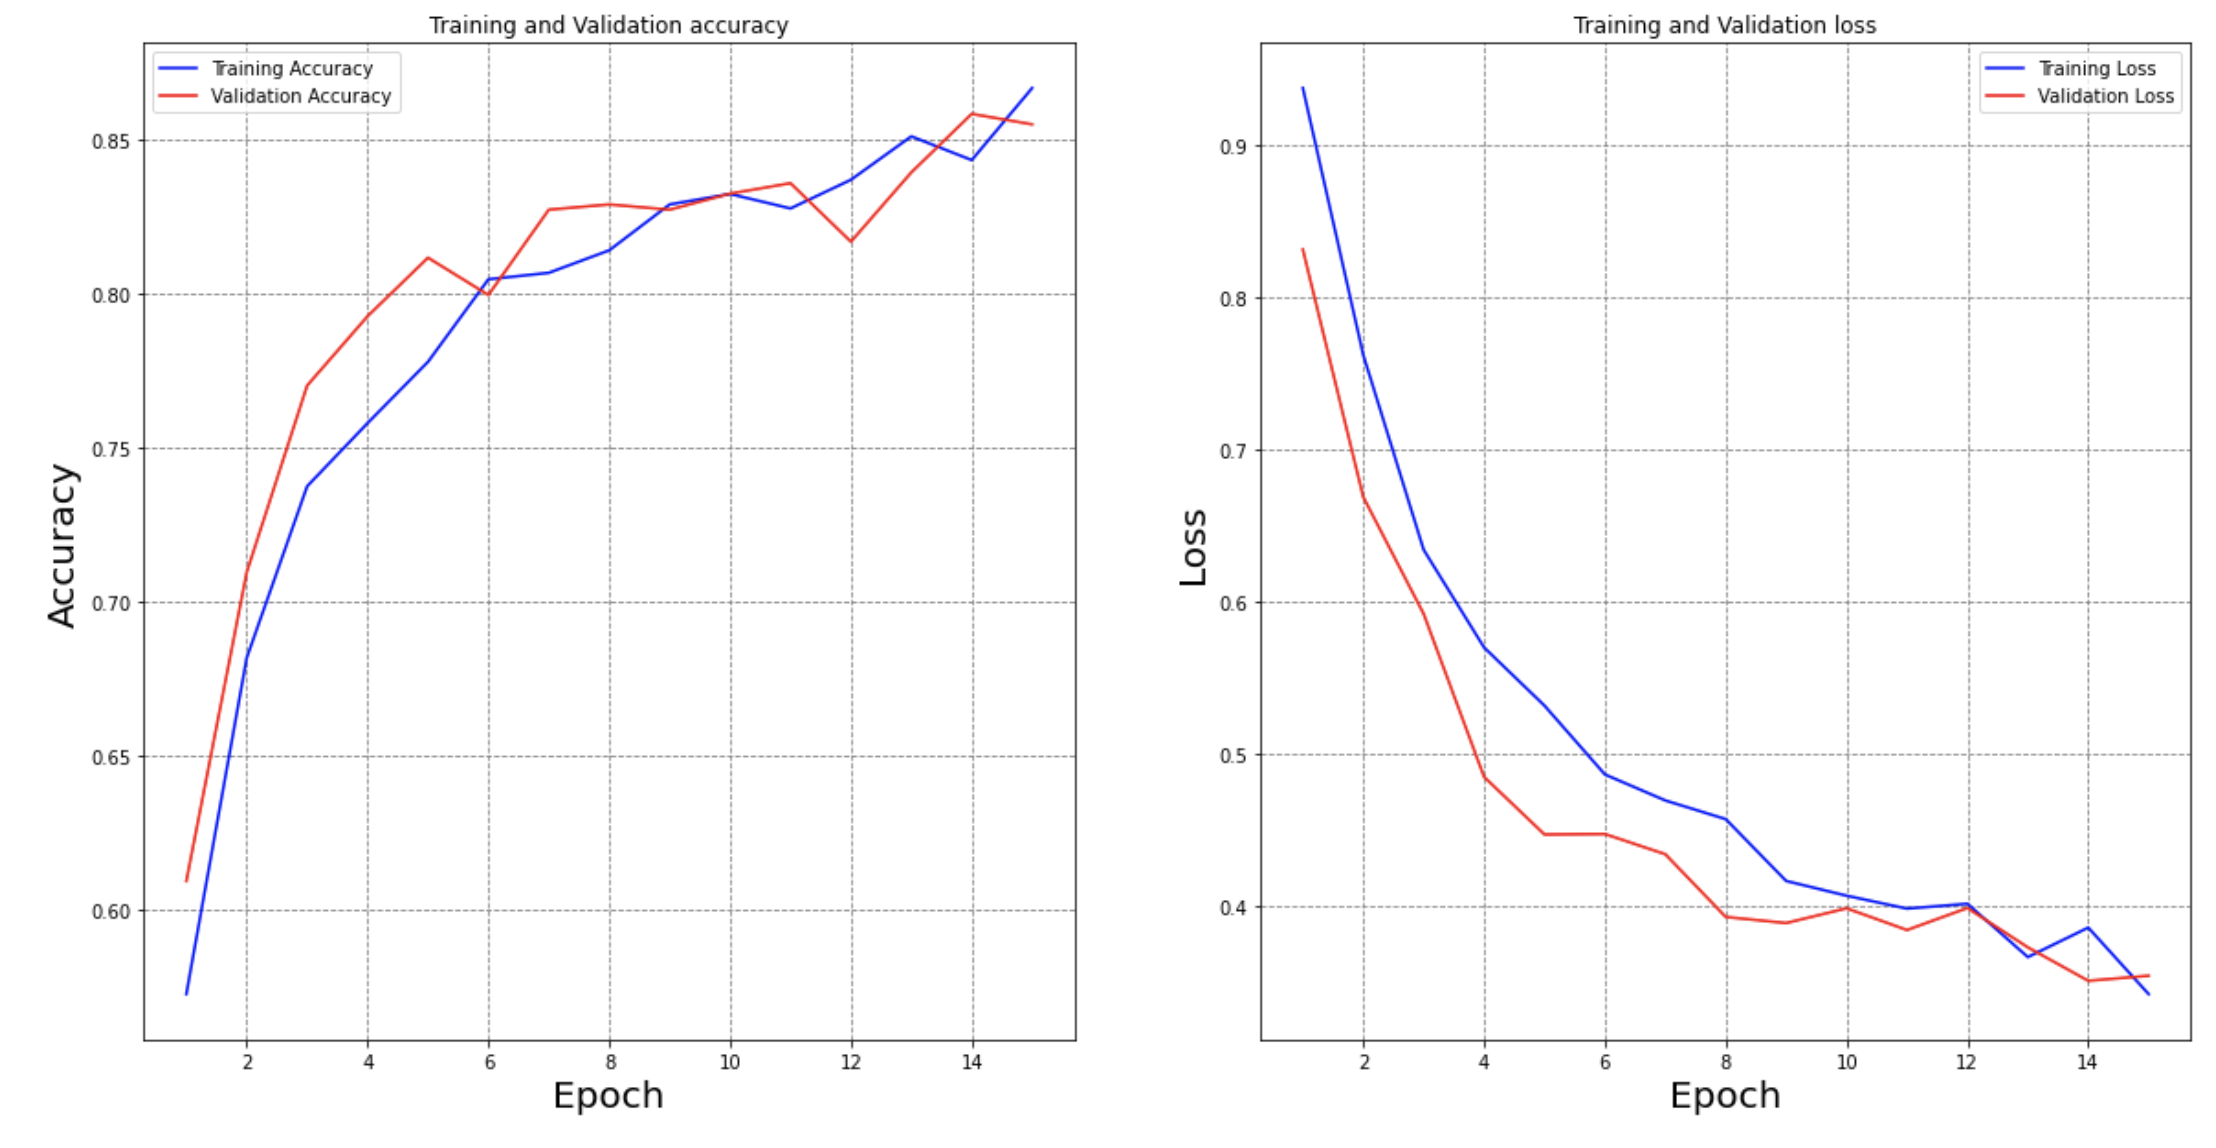 Training and Validation accuracy
Training Accuracy
Validation Accuracy
0.85
0.80
0.75
0.70
0.65
0.60
Accuracy
2 4 6 8 10 12 14
Epoch
Training and Validation loss
Training Loss
Validation Loss
0.9
0.8
0.7
0.6
0.5
0.4
Loss
2 4 6 8 10 12 14
Epoch